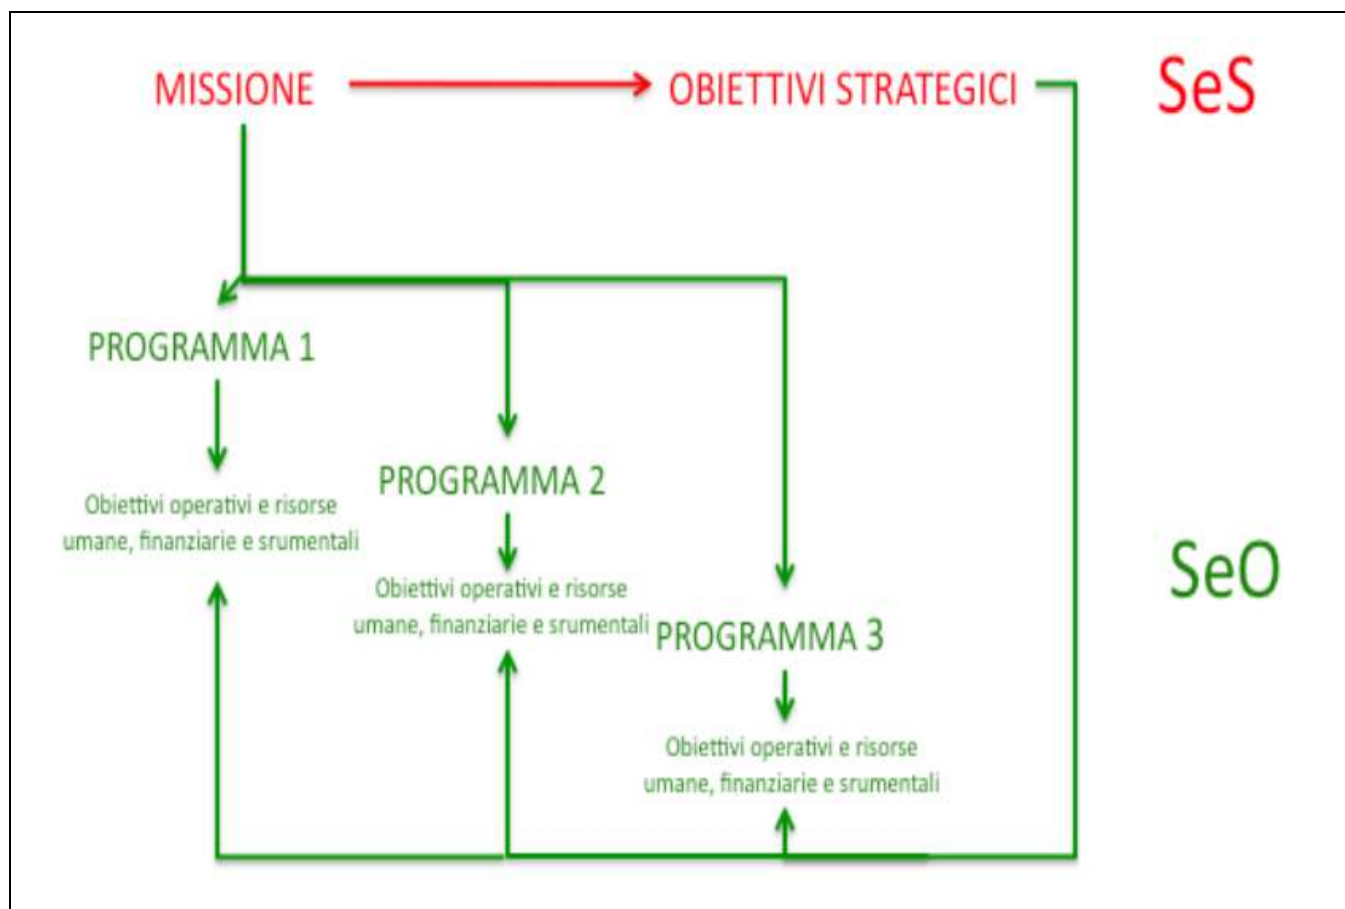 MISSIONE
OBIETTIVI STRATEGICI
SeS
PROGRAMMA 1
Obiettivi operativi e risorse
umane, finanziarie e srumentali
PROGRAMMA 2
Obiettivi operativi e risorse
umane, finanziarie e srumentali
PROGRAMMA 3
Obiettivi operativi e risorse
umane, finanziarie e srumentali
SeO